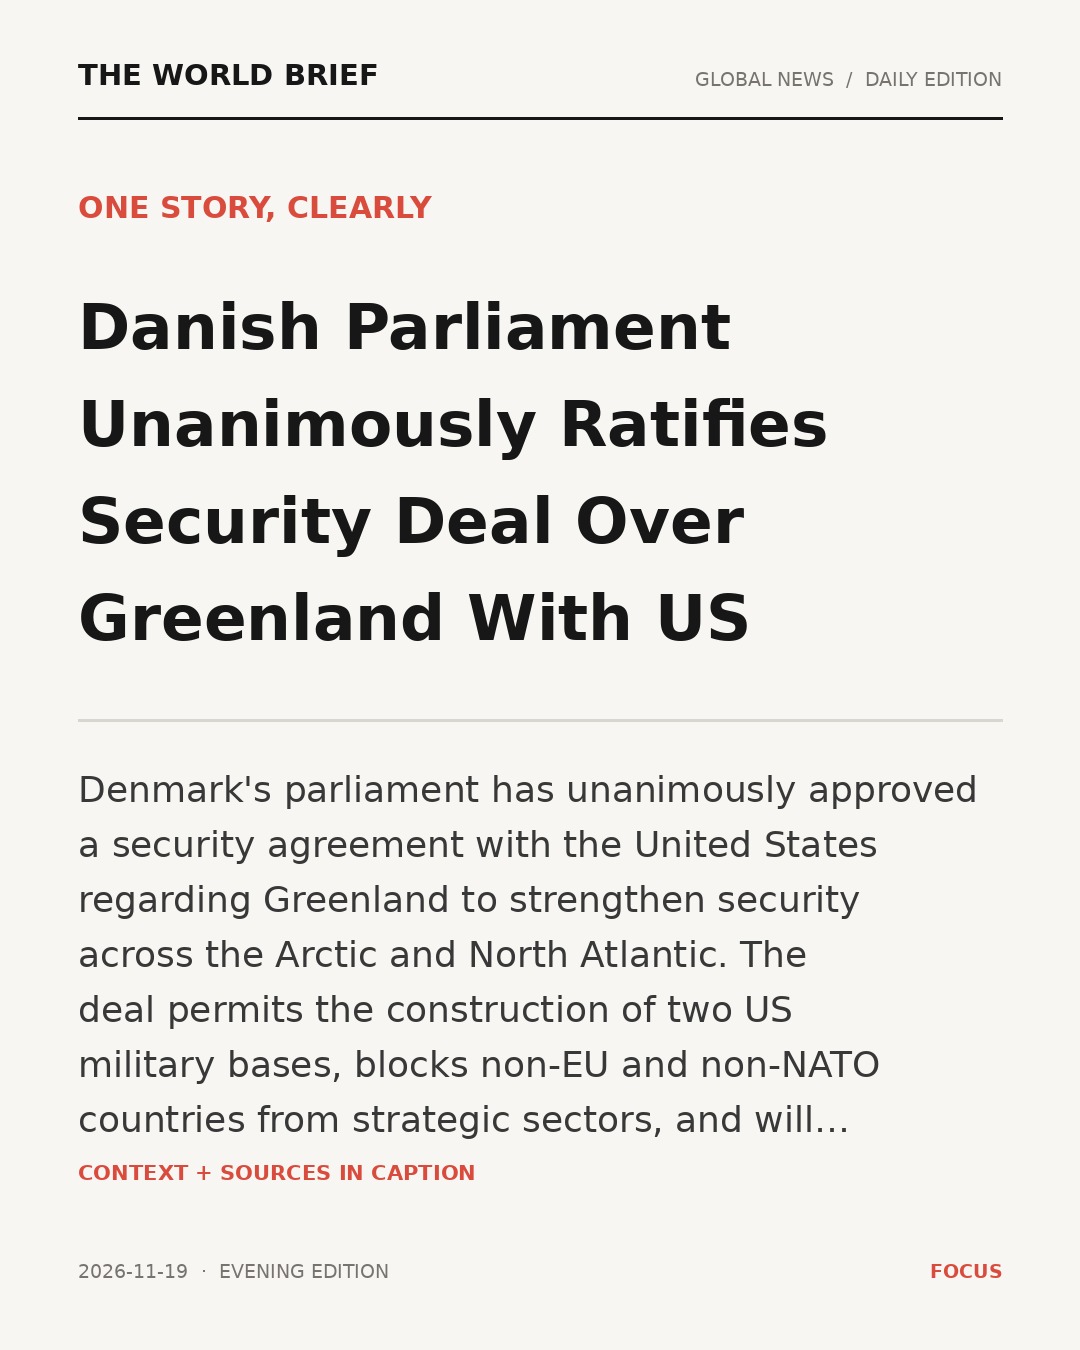 THE WORLD BRIEF
GLOBAL NEWS / DAILY EDITION
ONE STORY, CLEARLY
Danish Parliament
Unanimously Ratifies
Security Deal Over
Greenland With US
Denmark's parliament has unanimously approved
a security agreement with the United States
regarding Greenland to strengthen security
across the Arctic and North Atlantic. The
deal permits the construction of two US
military bases, blocks non-EU and non-NATO
countries from strategic sectors, and will...
CONTEXT + SOURCES IN CAPTION
2026-11-19 · EVENING EDITION
FOCUS